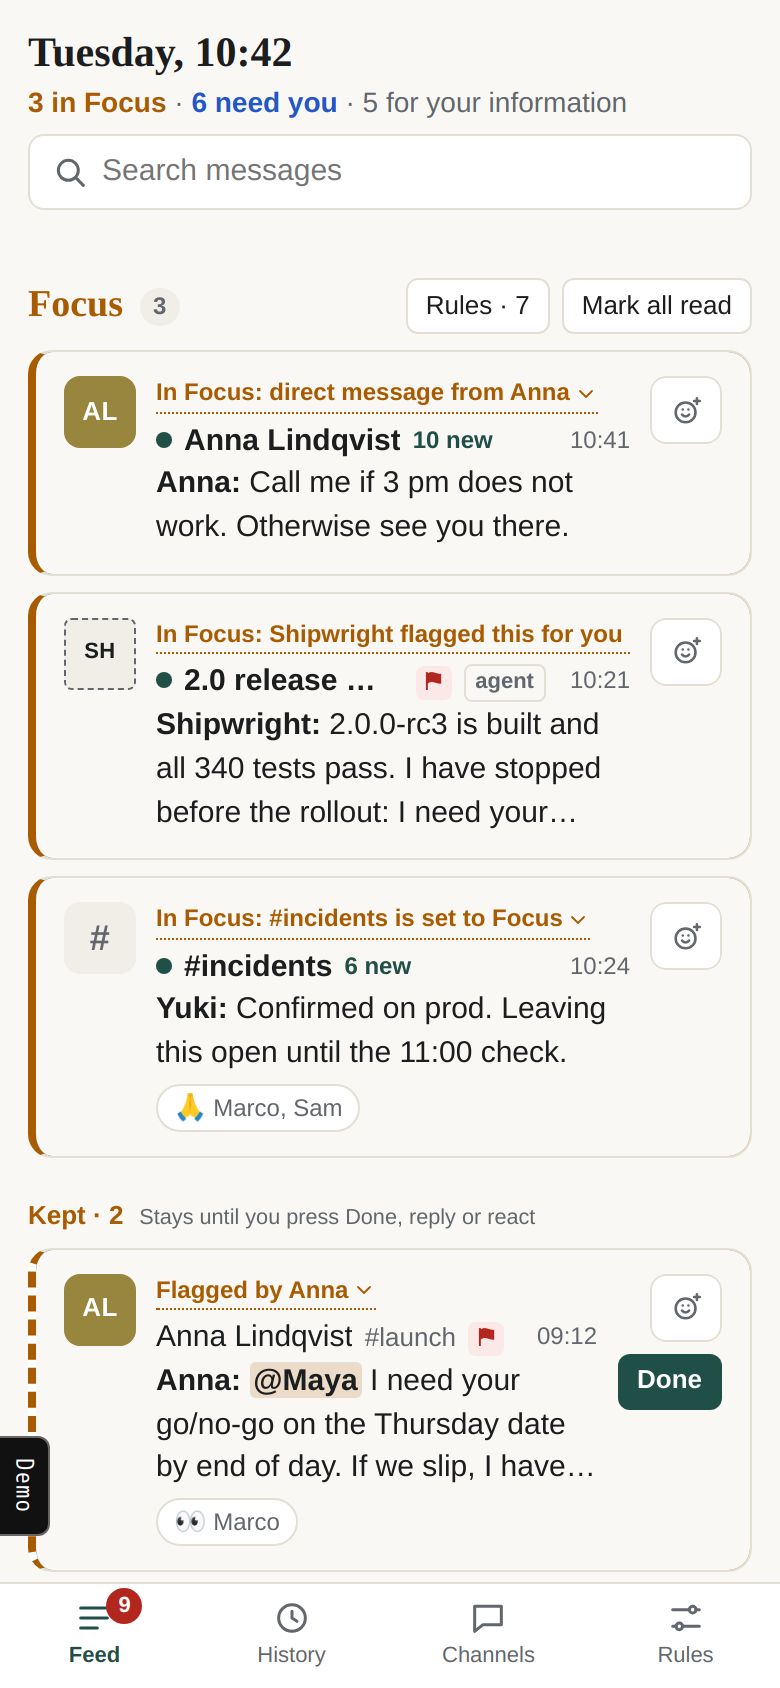 Tuesday, 10:42
3 in Focus · 6 need you · 5 for your information
Search messages
Focus 3
Rules · 7
Mark all read
AL
In Focus: direct message from Anna
Anna Lindqvist 10 new 10:41
Anna: Call me if 3 pm does not
work. Otherwise see you there.
SH
In Focus: Shipwright flagged this for you
2.0 release … agent 10:21
Shipwright: 2.0.0-rc3 is built and
all 340 tests pass. I have stopped
before the rollout: I need your…
#
In Focus: #incidents is set to Focus
#incidents 6 new 10:24
Yuki: Confirmed on prod. Leaving
this open until the 11:00 check.
🙏 Marco, Sam
Kept · 2 Stays until you press Done, reply or react
AL
Flagged by Anna
Anna Lindqvist #launch 09:12
Anna: @Maya I need your
go/no-go on the Thursday date
by end of day. If we slip, I have…
Done
👀 Marco
Demo
9
Feed
History
Channels
Rules